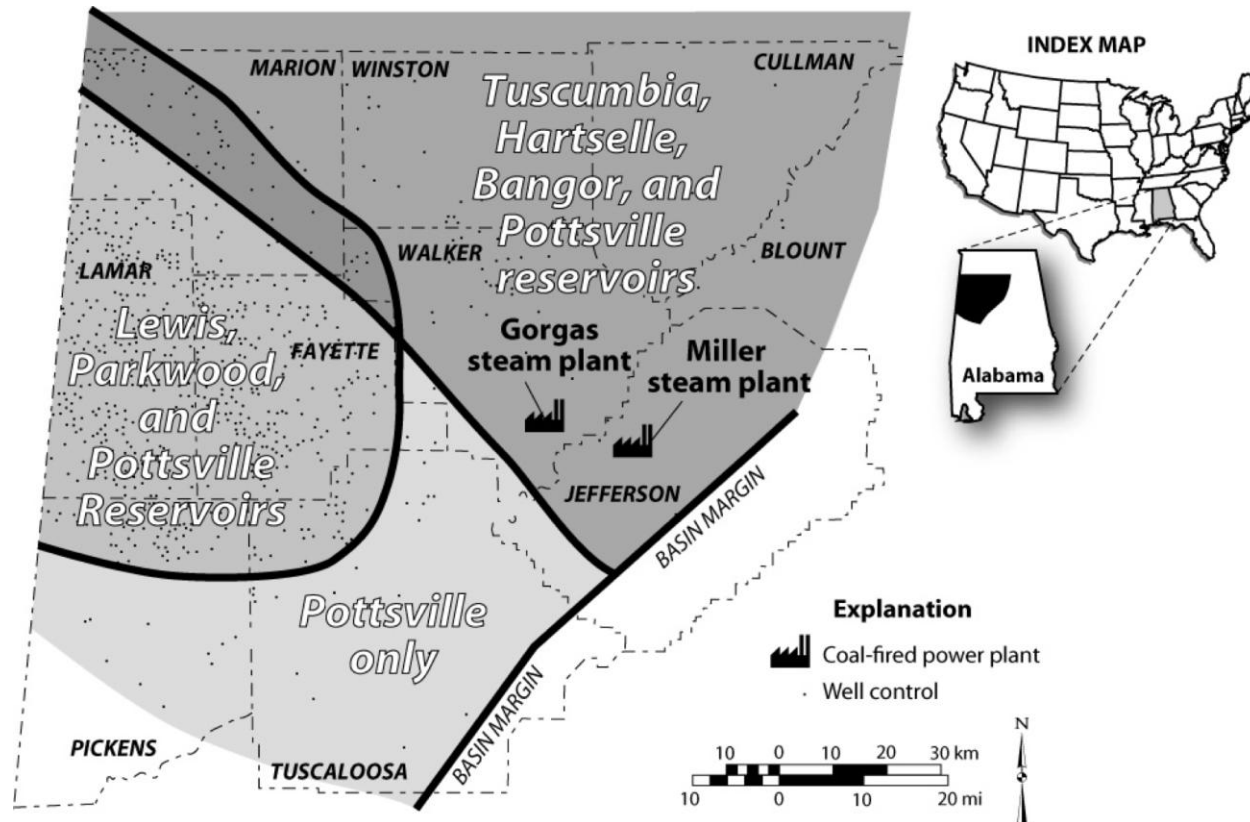 MARION
WINSTON
CULLMAN
Tuscumbia,
Hartselle,
Bangor, and
Pottsville
reservoirs
WALKER
BLOUNT
LAMAR
Lewis,
Parkwood,
and
Pottsville
Reservoirs
FAYETTE
Gorgas
steam plant
Miller
steam plant
JEFFERSON
BASIN MARGIN
Pottsville
only
BASIN MARGIN
PICKENS
TUSCALOOSA
INDEX MAP
Alabama
Explanation
Coal-fired power plant
Well control
N
10 0 10 20 30 km
10 0 10 20 mi